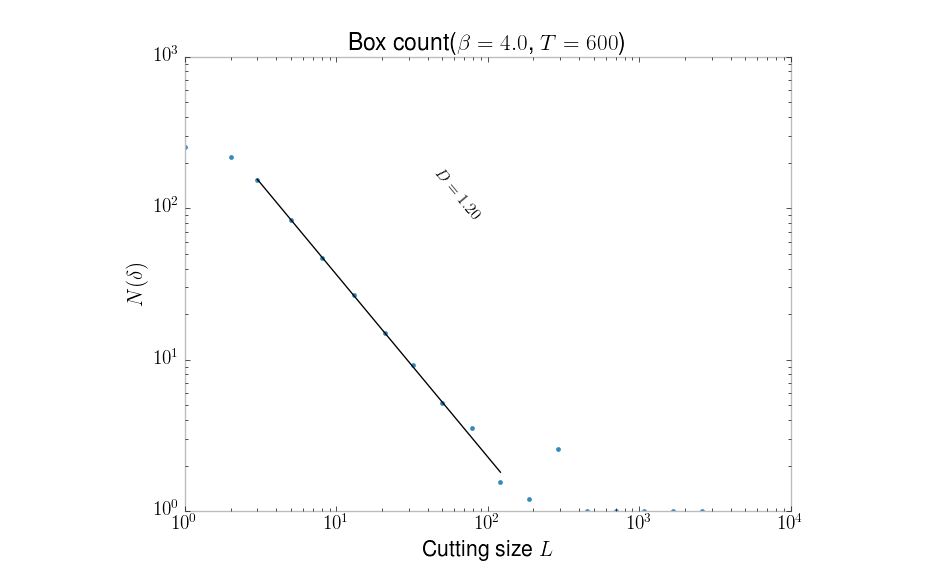 Box count(β = 4.0, T = 600)
10³
10²
10¹
10⁰
N(δ)
D = 1.20
10⁰ 10¹ 10² 10³ 10⁴
Cutting size L